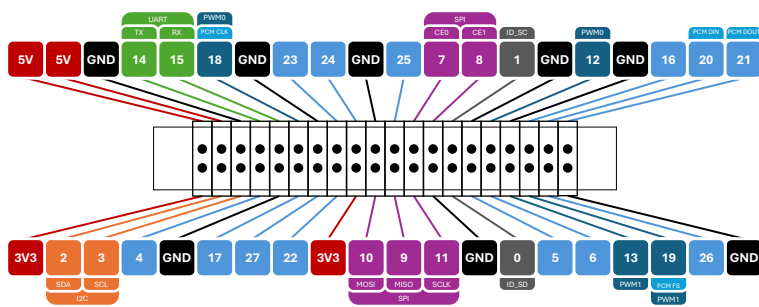 UART PWM0 SPI
TX RX PCM CLK CE0 CE1 ID_SC PWM0 PCM DIN PCM DOUT
5V 5V GND 14 15 18 GND 23 24 GND 25 7 8 1 GND 12 GND 16 20 21
3V3 2 3 4 GND 17 27 22 3V3 10 9 11 GND 0 5 6 13 19 26 GND
SDA SCL MOSI MISO SCLK ID_SD PWM1 PCM FS
I2C SPI PWM1